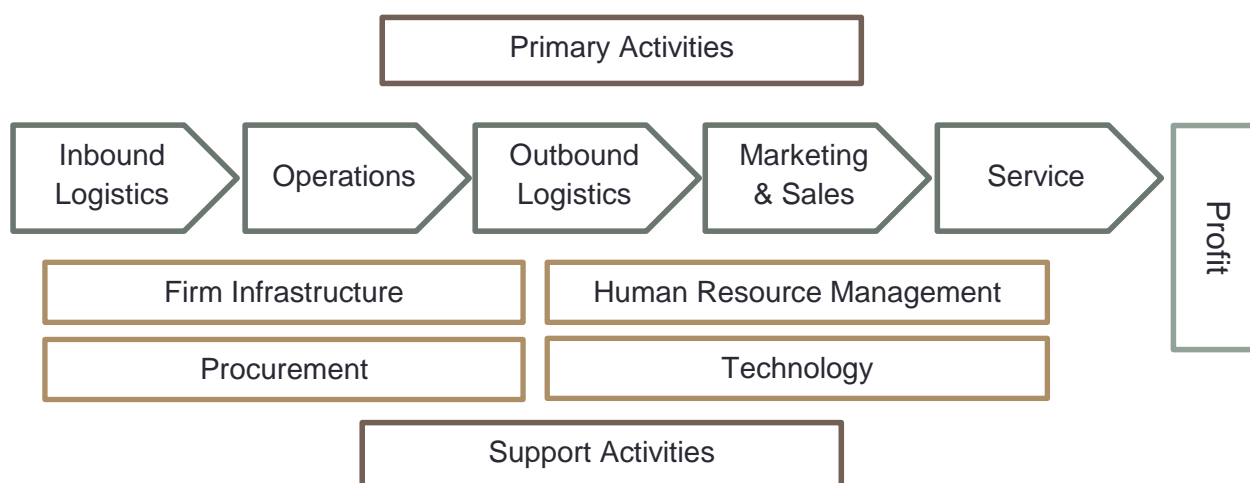 Primary Activities
Inbound
Logistics
Operations
Outbound
Logistics
Marketing
& Sales
Service
Profit
Firm Infrastructure
Human Resource Management
Procurement
Technology
Support Activities